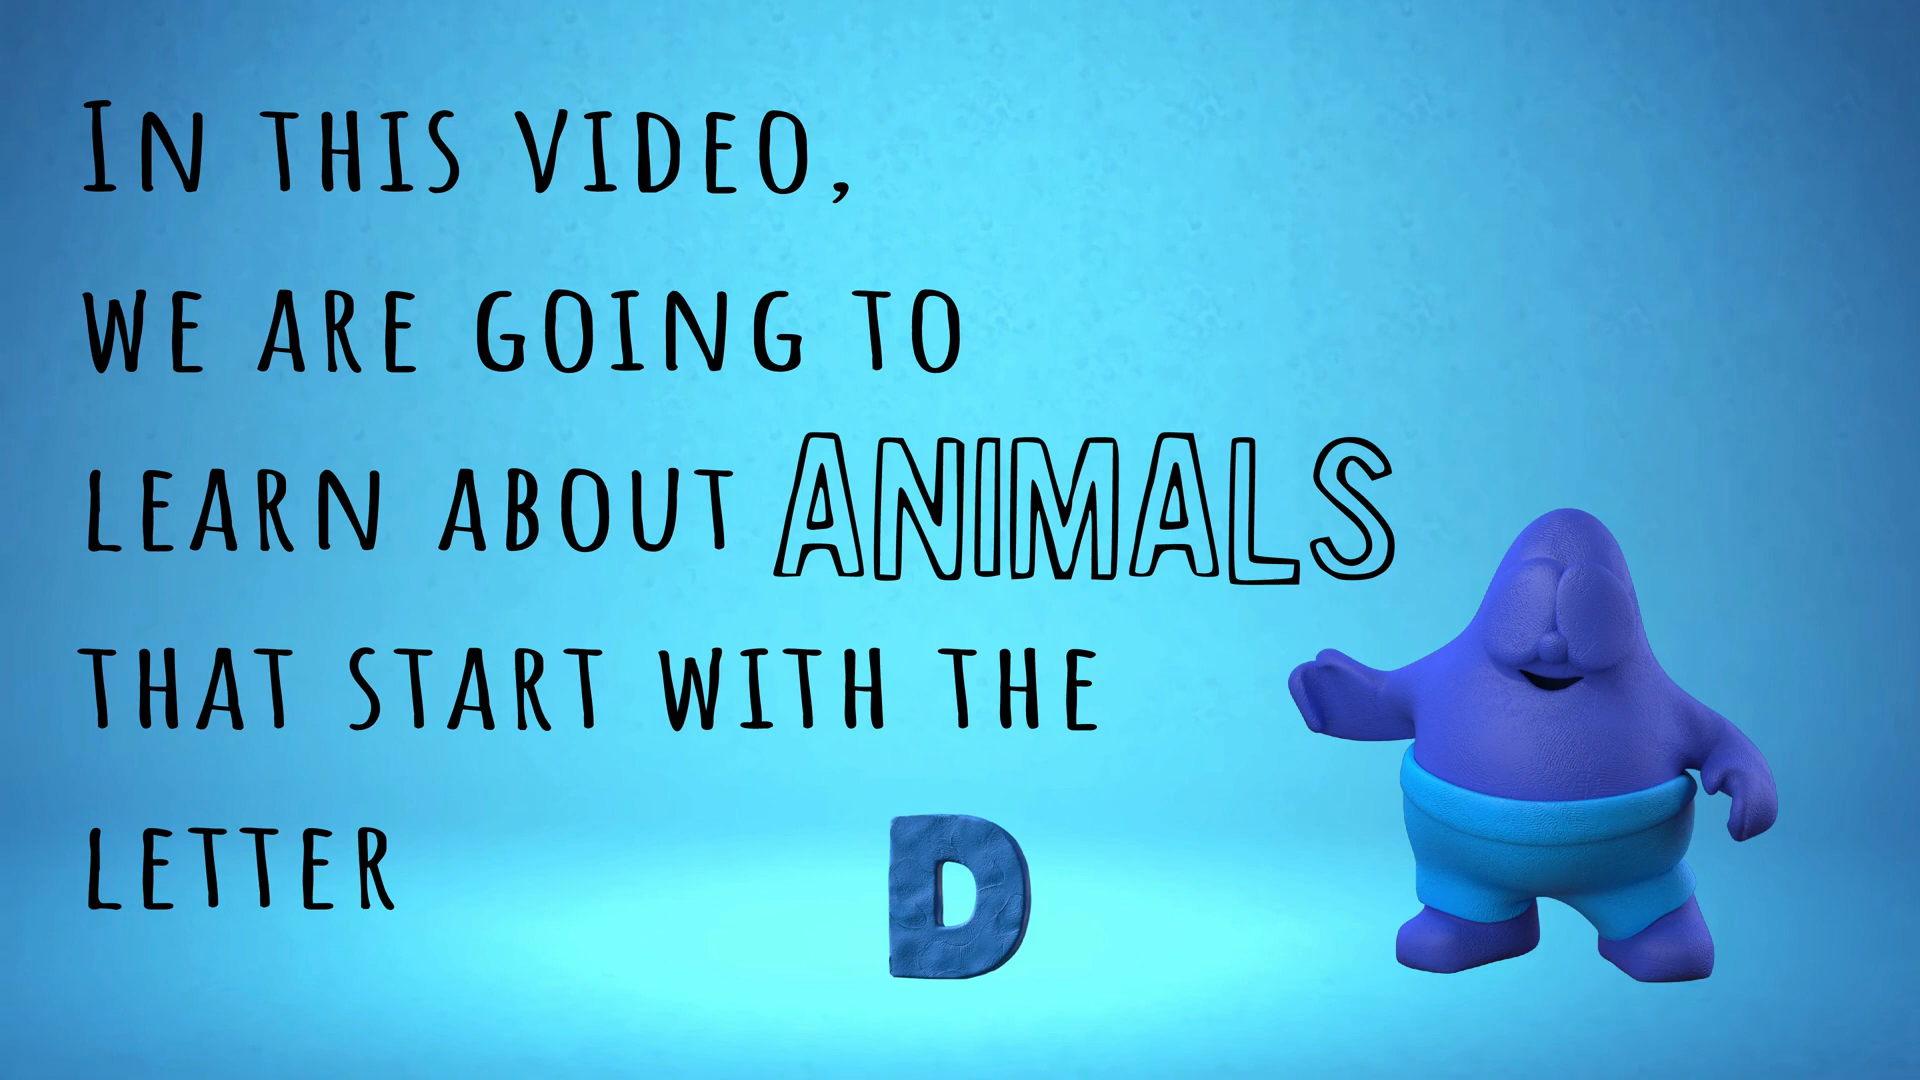 In this video,
we are going to
learn about ANIMALS
that start with the
letter D